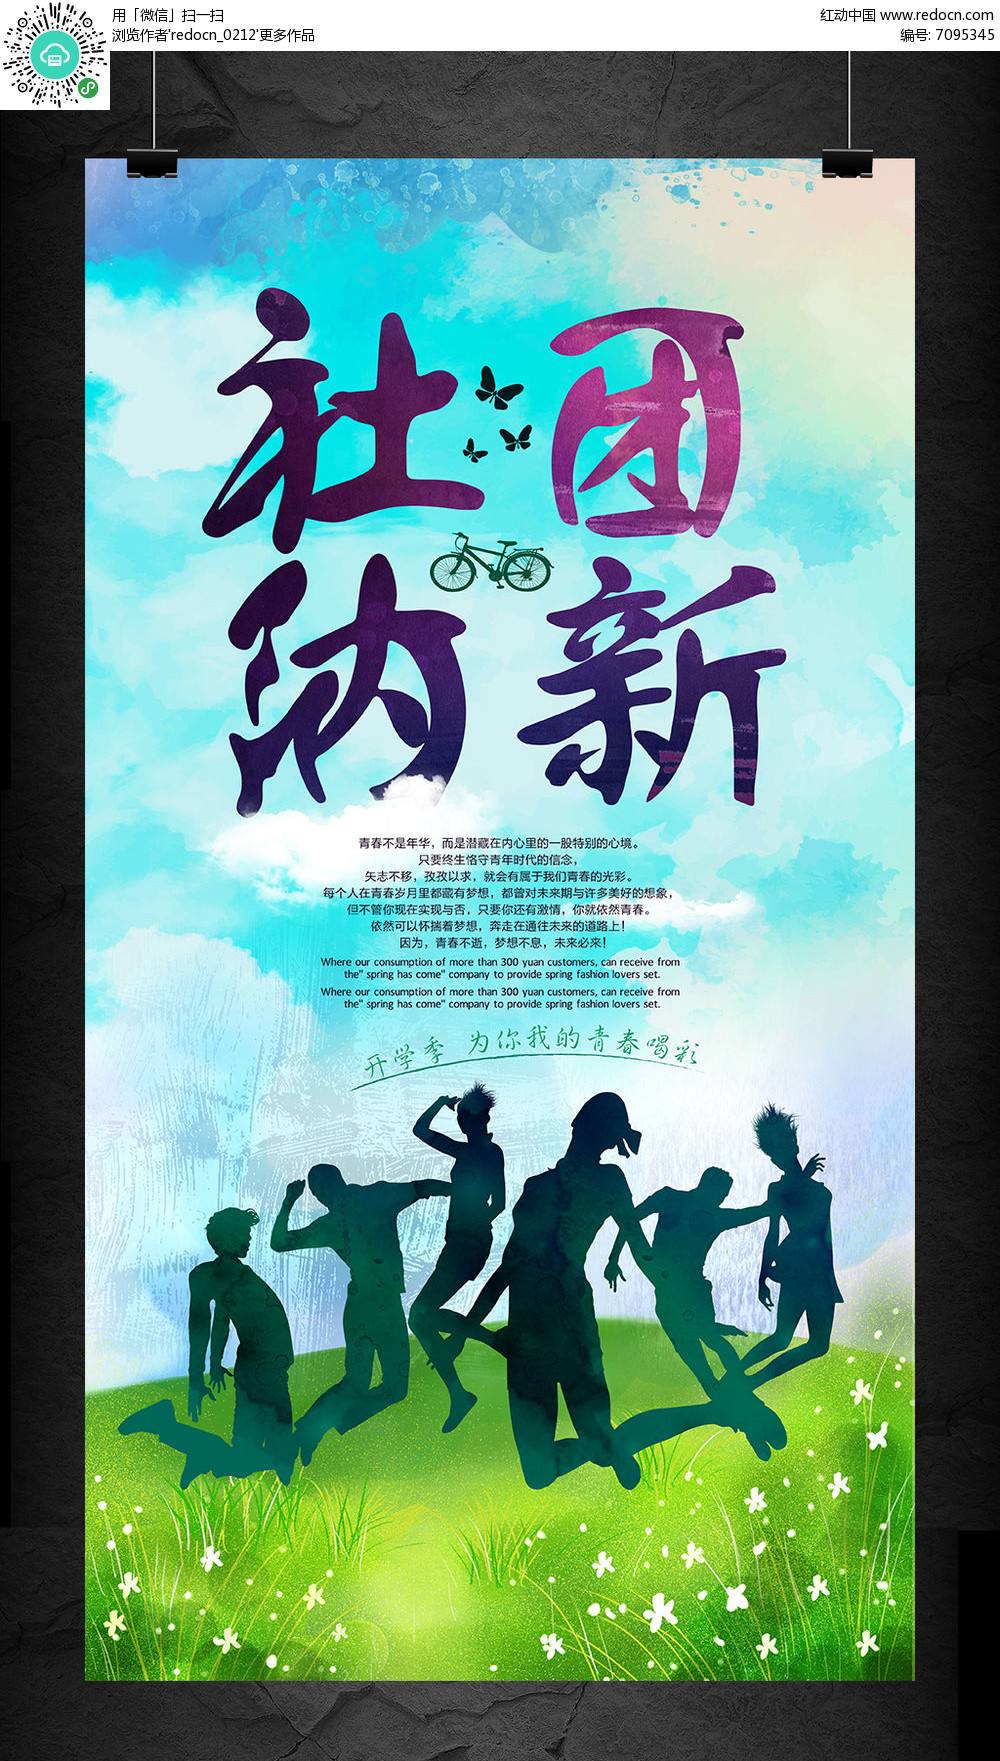 用「微信」扫一扫
浏览作者'redocn_0212'更多作品
红动中国 www.redocn.com
编号: 7095345
社团
纳新
青春不是年华，而是潜藏在内心里的一股特别的心境。
只要终生恪守青年时代的信念，
矢志不移，孜孜以求，就会有属于我们青春的光彩。
每个人在青春岁月里都藏有梦想，都曾对未来期与许多美好的想象，
但不管你现在实现与否，只要你还有激情，你就依然青春。
依然可以怀揣着梦想，奔走在通往未来的道路上！
因为，青春不逝，梦想不息，未来必来！
Where our consumption of more than 300 yuan customers, can receive from
the" spring has come" company to provide spring fashion lovers set.
Where our consumption of more than 300 yuan customers, can receive from
the" spring has come" company to provide spring fashion lovers set.
开学季 为你我的青春喝彩